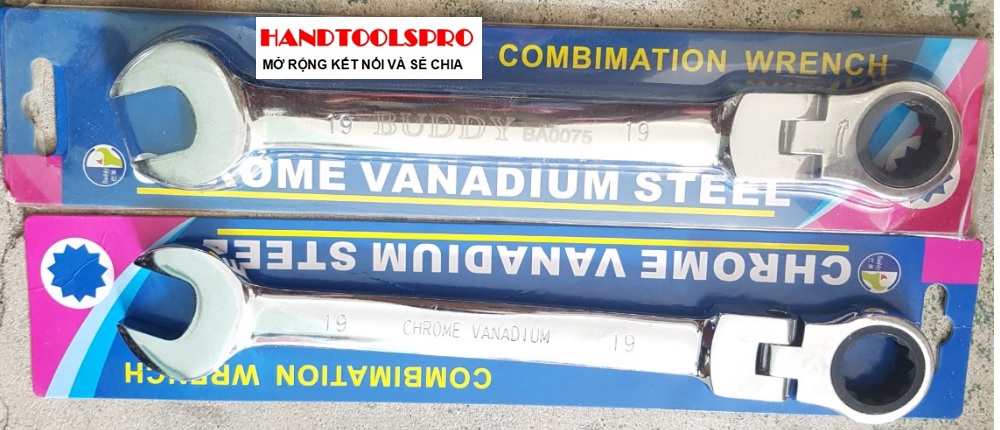 HANDTOOLSPRO
MỞ RỘNG KẾT NỐI VÀ SẺ CHIA
COMBIMATION WRENCH
19 BUDDY BA0075 19
CHROME VANADIUM STEEL
CHROME VANADIUM STEEL
19 CHROME VANADIUM 19
COMBIMATION WRENCH